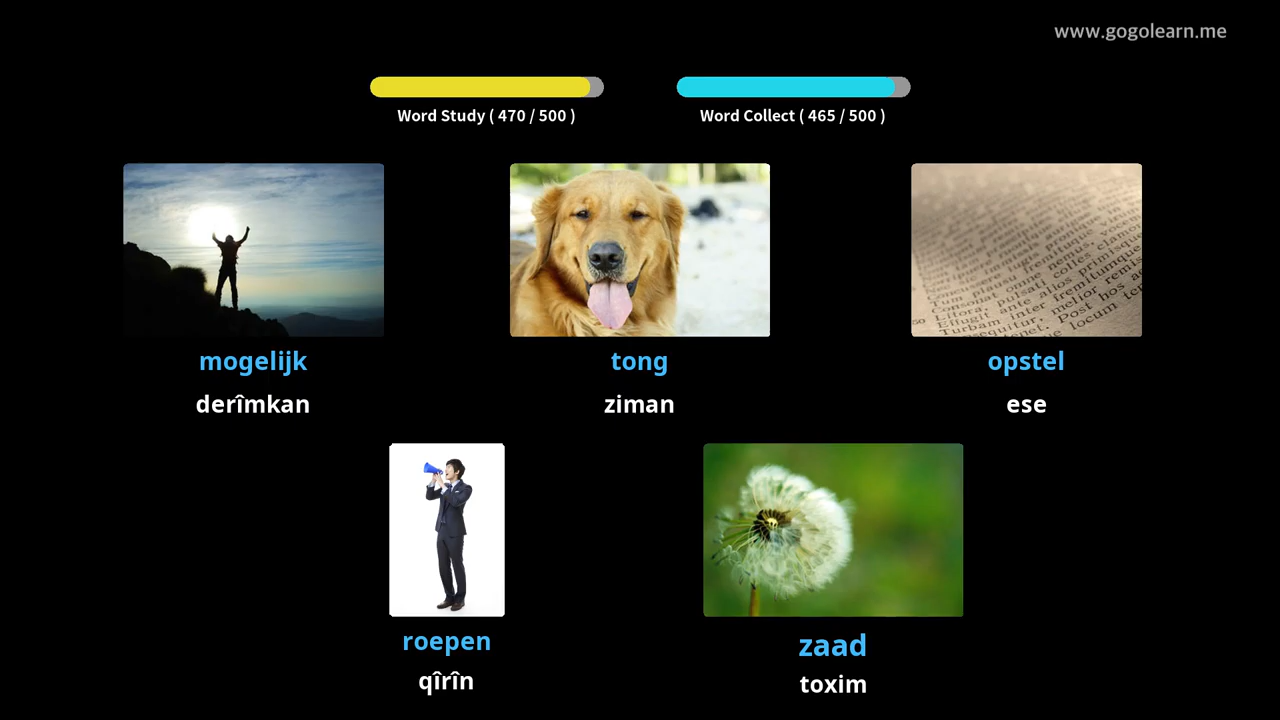 www.gogolearn.me
Word Study ( 470 / 500 )
Word Collect ( 465 / 500 )
mogelijk
derîmkan
tong
ziman
opstel
ese
roepen
qîrîn
zaad
toxim